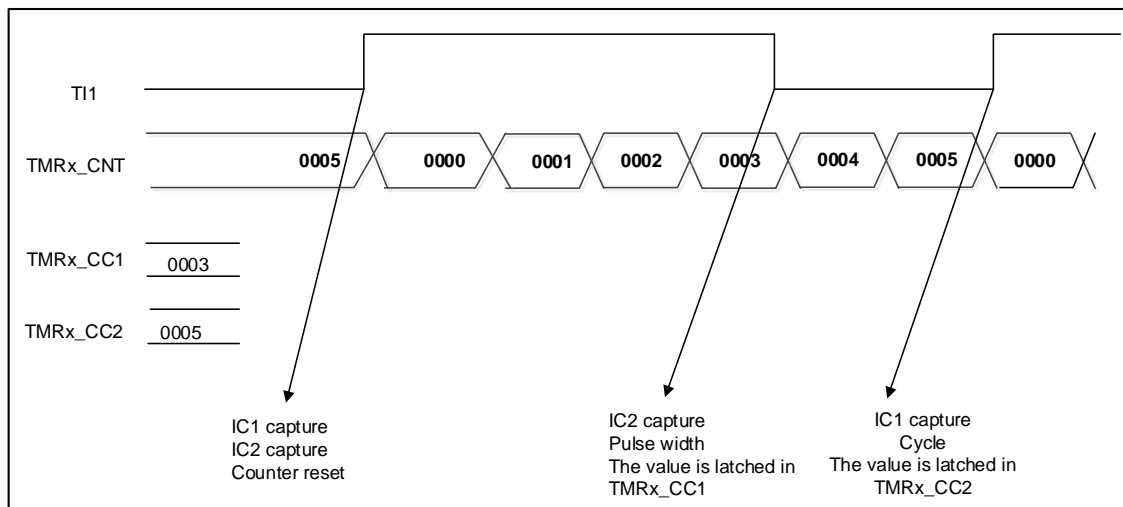 TI1
TMRx_CNT 0005 0000 0001 0002 0003 0004 0005 0000
TMRx_CC1 0003
TMRx_CC2 0005
IC1 capture
IC2 capture
Counter reset
IC2 capture
Pulse width
The value is latched in
TMRx_CC1
IC1 capture
Cycle
The value is latched in
TMRx_CC2